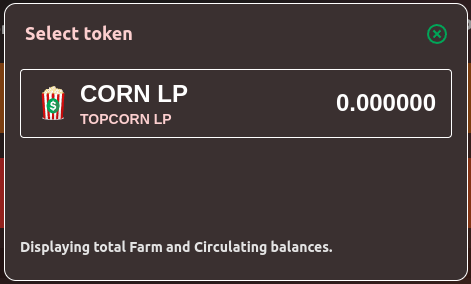 Select token
CORN LP
0.000000
TOPCORN LP
$
Displaying total Farm and Circulating balances.